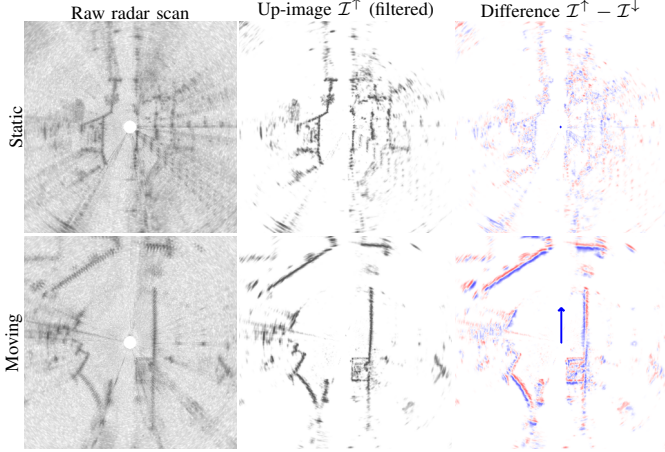 Raw radar scan
Up-image 𝓘↑ (filtered)
Difference 𝓘↑ − 𝓘↓
Static
Moving